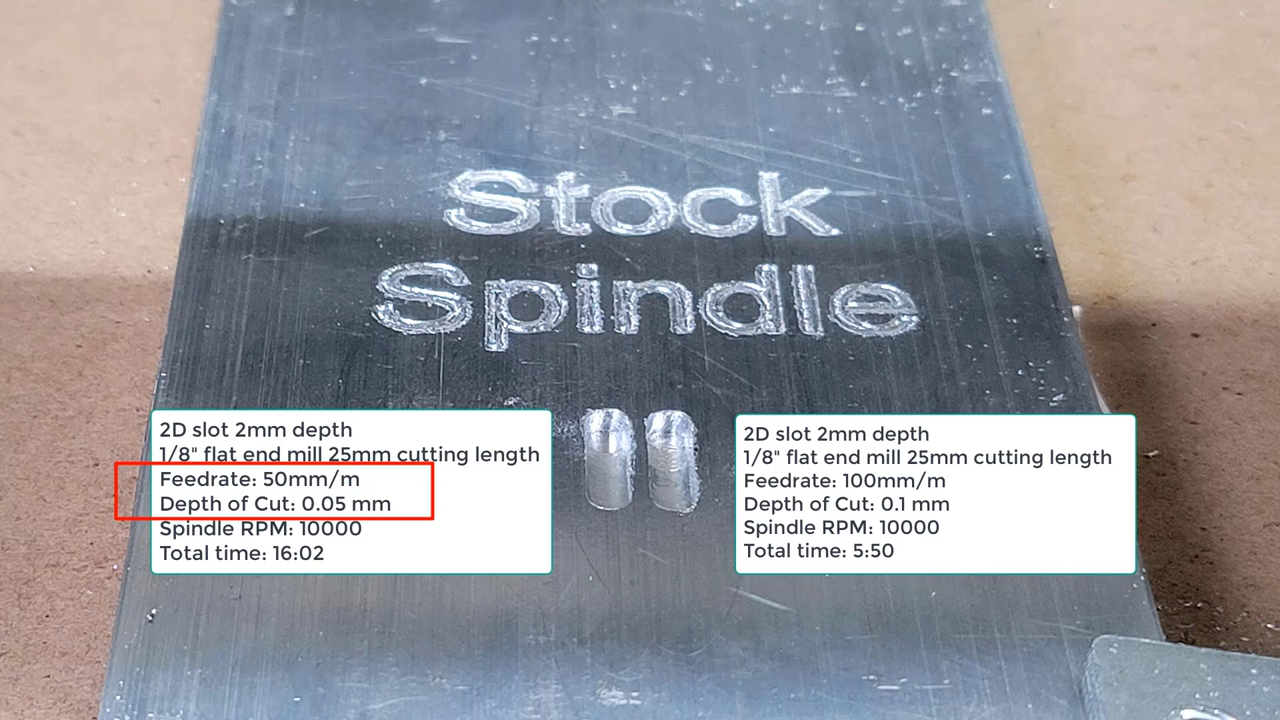 Stock
Spindle
2D slot 2mm depth
1/8" flat end mill 25mm cutting length
Feedrate: 50mm/m
Depth of Cut: 0.05 mm
Spindle RPM: 10000
Total time: 16:02
2D slot 2mm depth
1/8" flat end mill 25mm cutting length
Feedrate: 100mm/m
Depth of Cut: 0.1 mm
Spindle RPM: 10000
Total time: 5:50